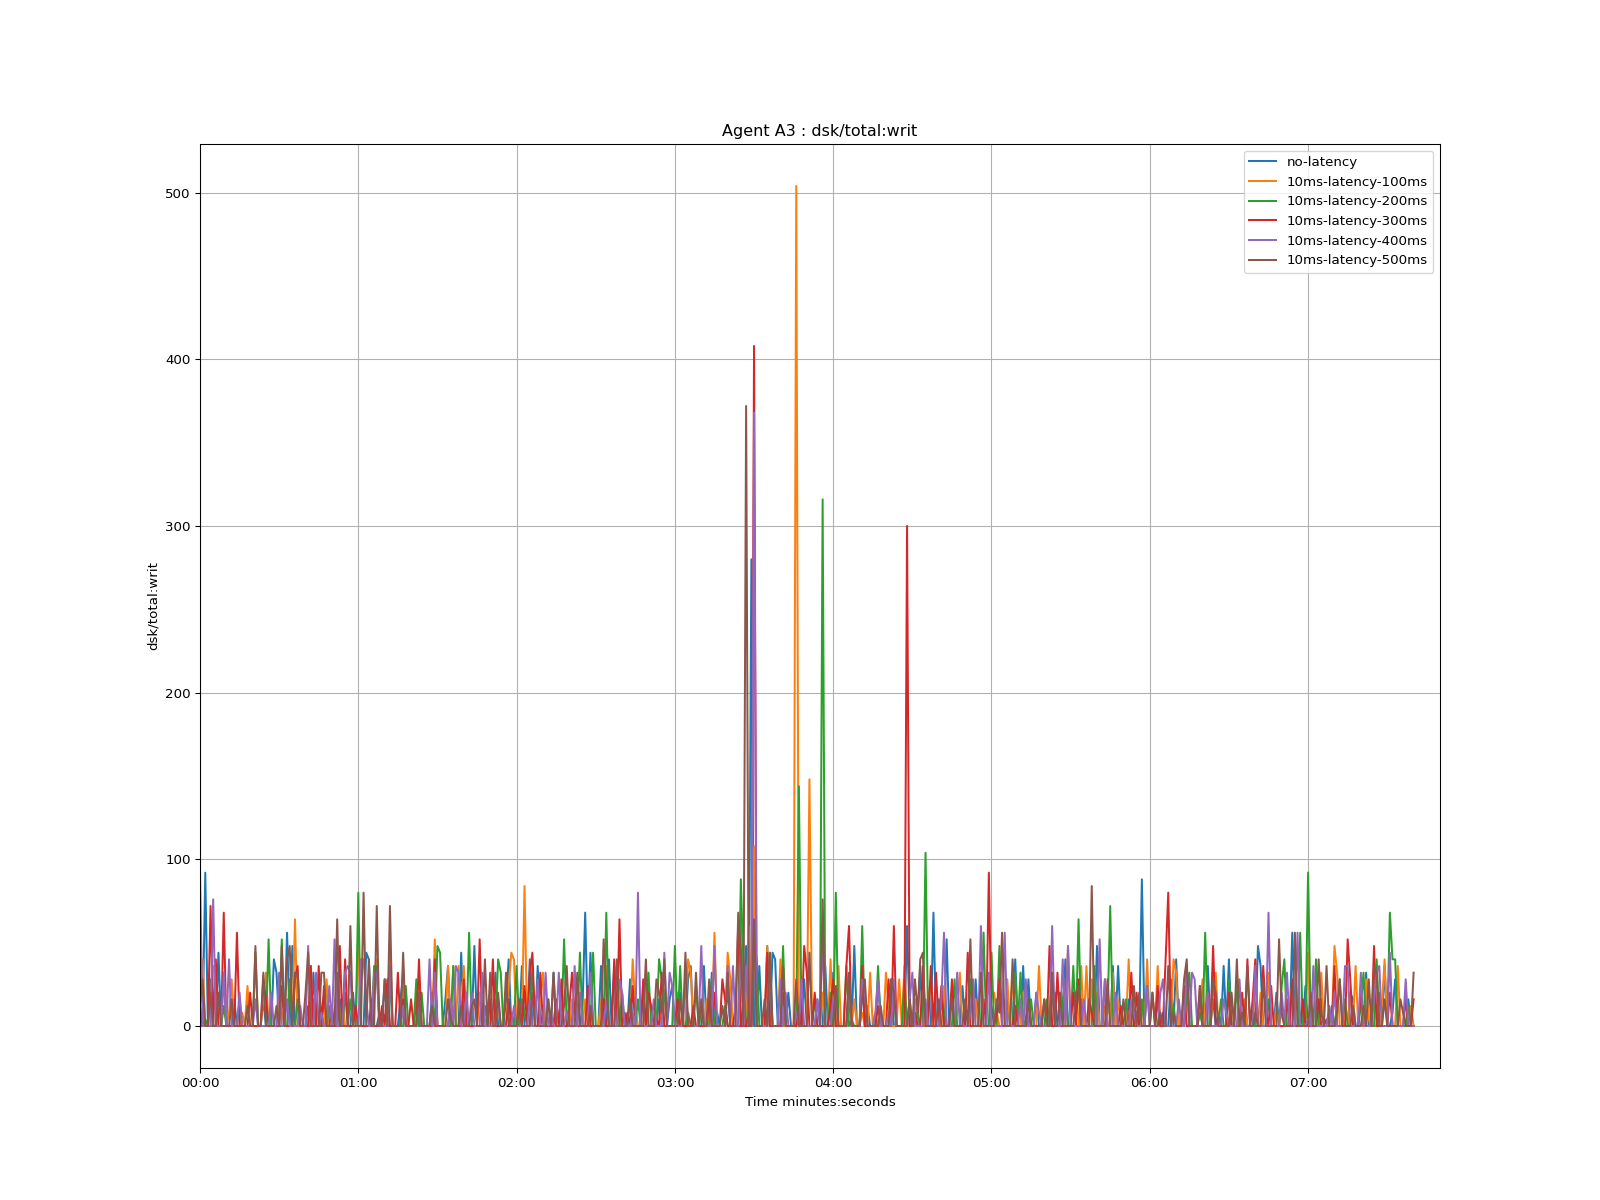 Agent A3 : dsk/total:writ
no-latency
10ms-latency-100ms
10ms-latency-200ms
10ms-latency-300ms
10ms-latency-400ms
10ms-latency-500ms
500
400
300
200
100
0
dsk/total:writ
00:00 01:00 02:00 03:00 04:00 05:00 06:00 07:00
Time minutes:seconds